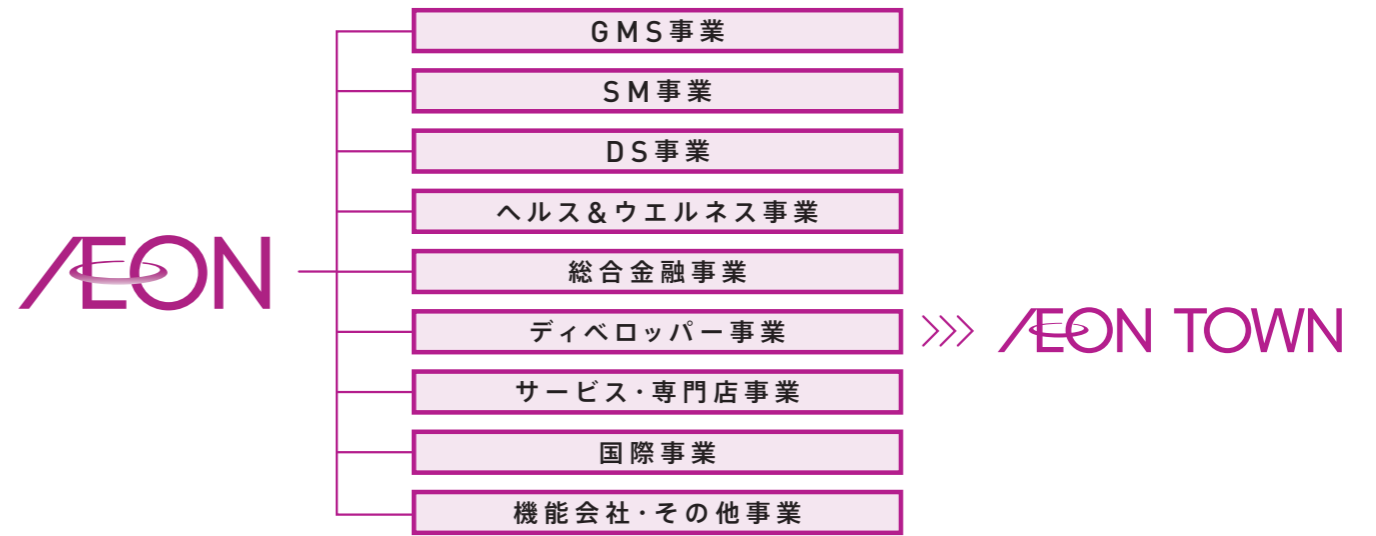 ÆON
GMS事業
SM事業
DS事業
ヘルス&ウエルネス事業
総合金融事業
ディベロッパー事業
ÆON TOWN
サービス・専門店事業
国際事業
機能会社・その他事業